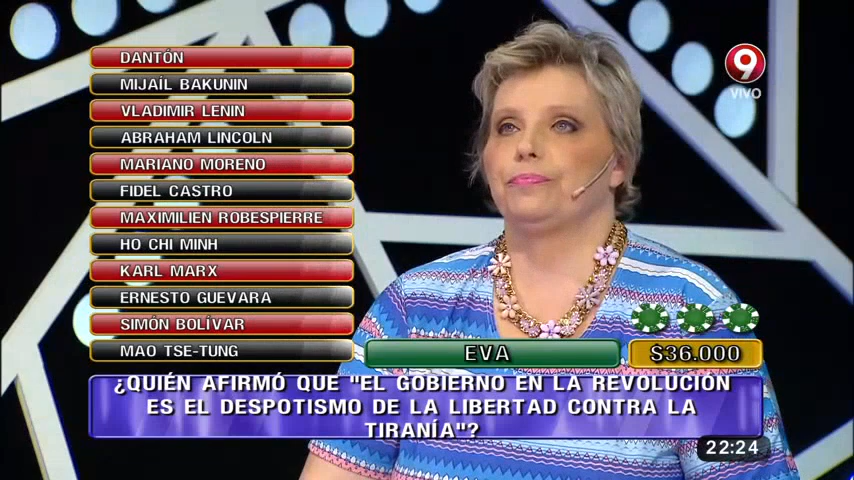 DANTÓN
MIJAÍL BAKUNIN
VLADIMIR LENIN
ABRAHAM LINCOLN
MARIANO MORENO
FIDEL CASTRO
MAXIMILIEN ROBESPIERRE
HO CHI MINH
KARL MARX
ERNESTO GUEVARA
SIMÓN BOLÍVAR
MAO TSE-TUNG
9
VIVO
EVA
$36.000
¿QUIÉN AFIRMÓ QUE "EL GOBIERNO EN LA REVOLUCIÓN
ES EL DESPOTISMO DE LA LIBERTAD CONTRA LA
TIRANÍA"?
22:24